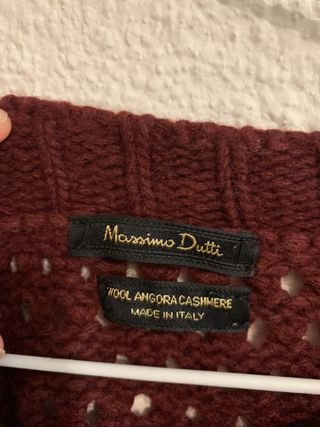 Massimo Dutti
WOOL ANGORA CASHMERE
MADE IN ITALY